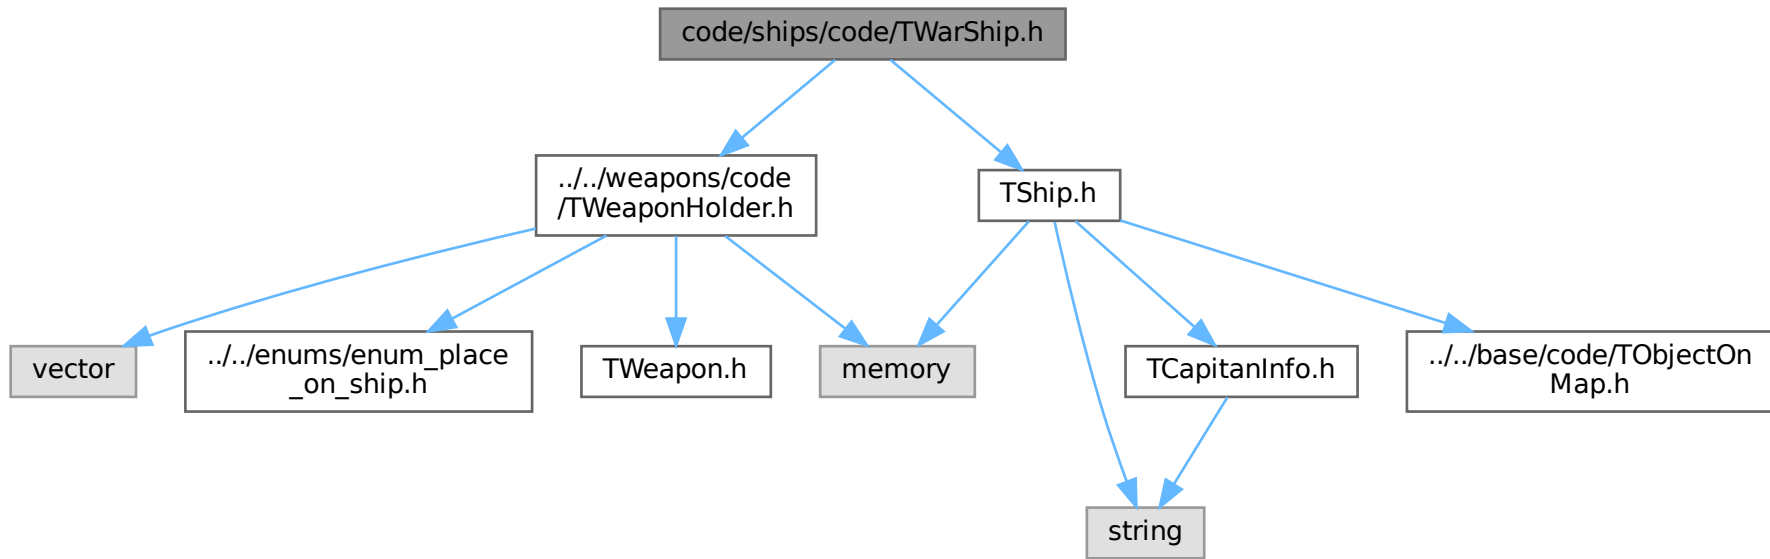 code/ships/code/TWarShip.h
../../weapons/code
/TWeaponHolder.h
TShip.h
vector
../../enums/enum_place
_on_ship.h
TWeapon.h
memory
TCapitanInfo.h
../../base/code/TObjectOn
Map.h
string